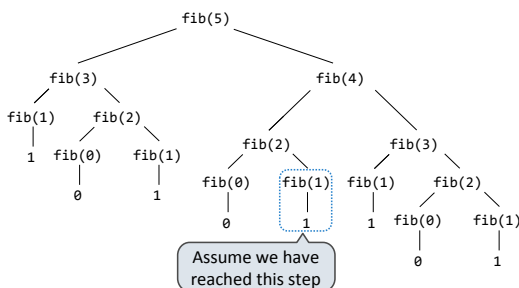 fib(5)
fib(3) fib(4)
fib(1) fib(2) fib(2) fib(3)
1 fib(0) fib(1) fib(0) fib(1) fib(1) fib(2)
0 1 0 1 1 fib(0) fib(1)
0 1
Assume we have
reached this step